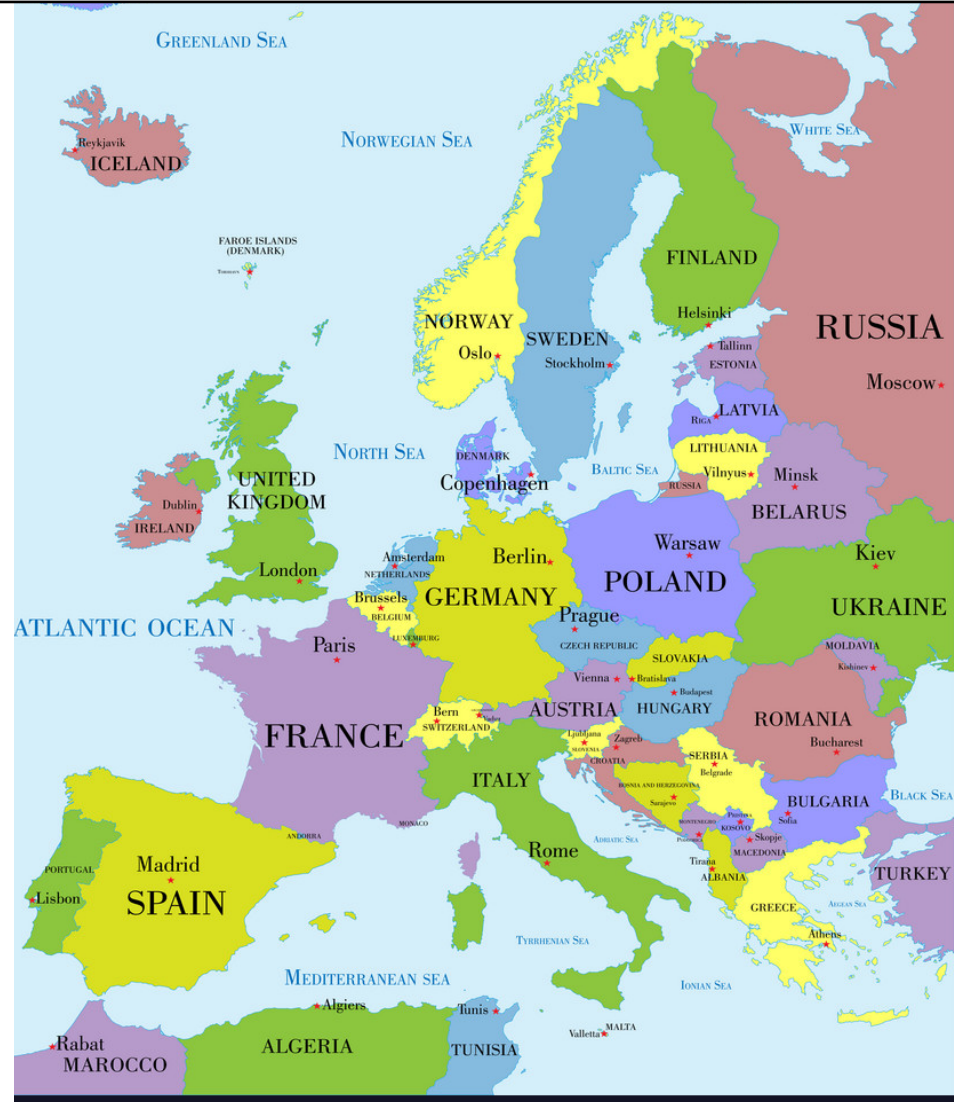 GREENLAND SEA
NORWEGIAN SEA
WHITE SEA
Reykjavik
ICELAND
FAROE ISLANDS
(DENMARK)
FINLAND
Helsinki
NORWAY
Oslo
SWEDEN
Stockholm
RUSSIA
Moscow
Tallinn
ESTONIA
RIGA
LATVIA
NORTH SEA
DENMARK
Copenhagen
BALTIC SEA
LITHUANIA
Vilnyus
RUSSIA
Minsk
BELARUS
UNITED
KINGDOM
Dublin
IRELAND
London
Amsterdam
NETHERLANDS
Berlin
GERMANY
Warsaw
POLAND
Kiev
UKRAINE
Brussels
BELGIUM
LUXEMBURG
ATLANTIC OCEAN
Paris
FRANCE
Prague
CZECH REPUBLIC
SLOVAKIA
Bratislava
Vienna
AUSTRIA
Budapest
HUNGARY
MOLDAVIA
Kishinev
ROMANIA
Bucharest
Bern
SWITZERLAND
Vaduz
Ljubljana
SLOVENIA
Zagreb
CROATIA
SERBIA
Belgrade
BOSNIA AND HERZEGOVINA
Sarajevo
ITALY
Rome
MONACO
ANDORRA
MONTENEGRO
Podgorica
Pristina
KOSOVO
BULGARIA
Sofia
BLACK SEA
Skopje
MACEDONIA
Tirana
ALBANIA
ADRIATIC SEA
TURKEY
GREECE
Athens
AEGEAN SEA
PORTUGAL
Lisbon
Madrid
SPAIN
TYRRHENIAN SEA
IONIAN SEA
MEDITERRANEAN SEA
Algiers
ALGERIA
Tunis
TUNISIA
Valletta
MALTA
Rabat
MAROCCO